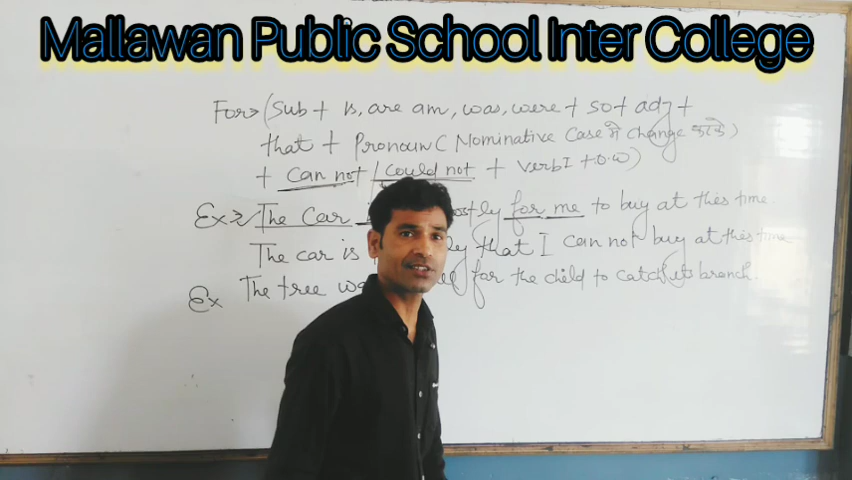 Mallawan Public School Inter College
For→(Sub+ is, are am, was, were + so+ adj +
that + Pronoun ( Nominative Case में Change करके)
+ can not / could not + verbI + o.w)
Ex→ The Car for me to buy at this time.
The car is that I can not buy at this time
Ex The tree for the child to catch its branch.